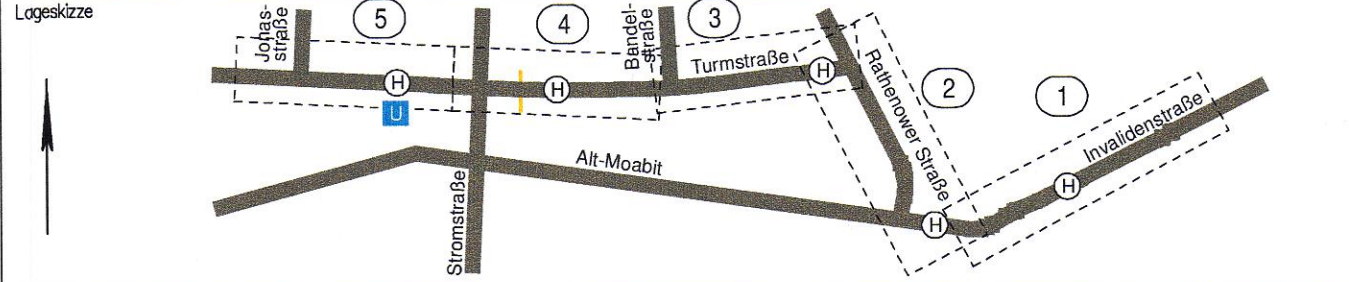 Lageskizze
Jonas-
straße
5
4
Bandel-
straße
3
Turmstraße
H
H
H
U
Rathenower Straße
2
1
Invalidenstraße
H
H
Alt-Moabit
Stromstraße